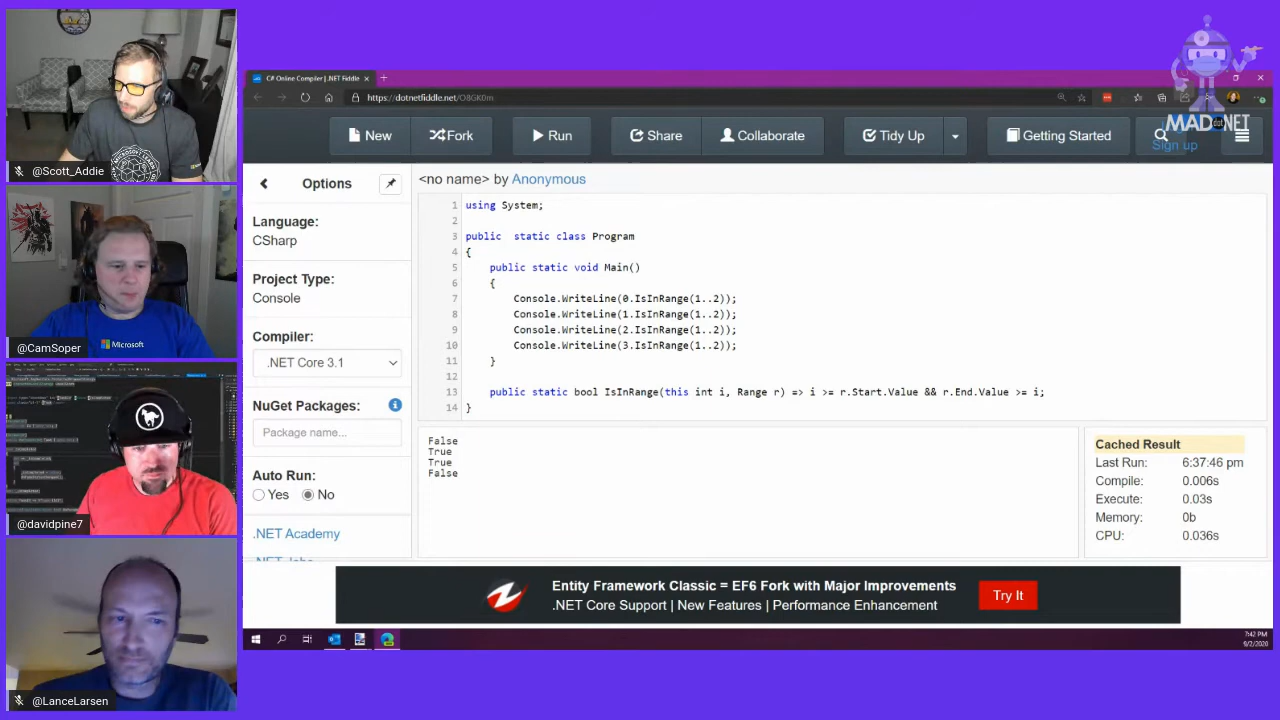 @Scott_Addie
@CamSoper
@davidpine7
@LanceLarsen
C# Online Compiler | .NET Fiddle
https://dotnetfiddle.net/O8GK0m
MAD dot NET
New
Fork
Run
Share
Collaborate
Tidy Up
Getting Started
Sign up
Options
Language:
CSharp
Project Type:
Console
Compiler:
.NET Core 3.1
NuGet Packages:
Package name...
Auto Run:
Yes
No
.NET Academy
<no name> by Anonymous
1 using System;
2
3 public  static class Program
4 {
5 public static void Main()
6 {
7 Console.WriteLine(0.IsInRange(1..2));
8 Console.WriteLine(1.IsInRange(1..2));
9 Console.WriteLine(2.IsInRange(1..2));
10 Console.WriteLine(3.IsInRange(1..2));
11 }
12
13 public static bool IsInRange(this int i, Range r) => i >= r.Start.Value && r.End.Value >= i;
14 }
False
True
True
False
Cached Result
Last Run: 6:37:46 pm
Compile: 0.006s
Execute: 0.03s
Memory: 0b
CPU: 0.036s
Entity Framework Classic = EF6 Fork with Major Improvements
.NET Core Support | New Features | Performance Enhancement
Try It
7:42 PM
9/2/2020
Microsoft